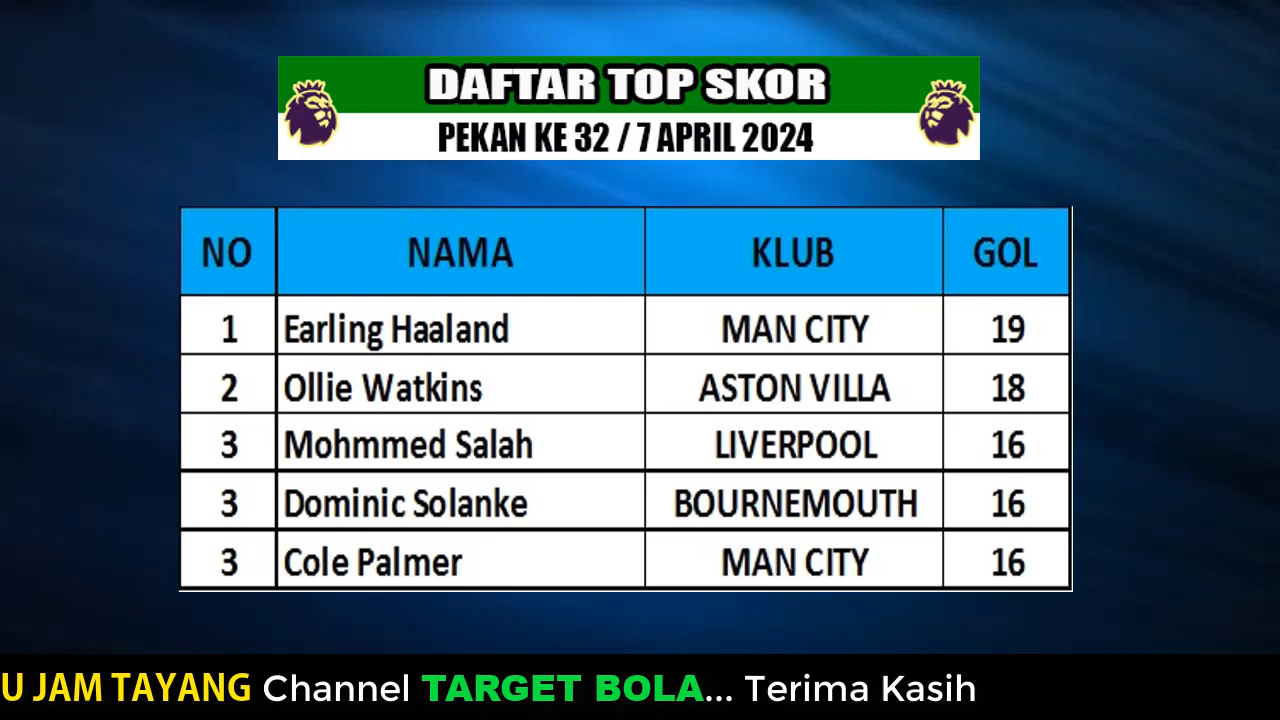 DAFTAR TOP SKOR
PEKAN KE 32 / 7 APRIL 2024
NO NAMA KLUB GOL
1 Earling Haaland MAN CITY 19
2 Ollie Watkins ASTON VILLA 18
3 Mohmmed Salah LIVERPOOL 16
3 Dominic Solanke BOURNEMOUTH 16
3 Cole Palmer MAN CITY 16
U JAM TAYANG Channel TARGET BOLA... Terima Kasih